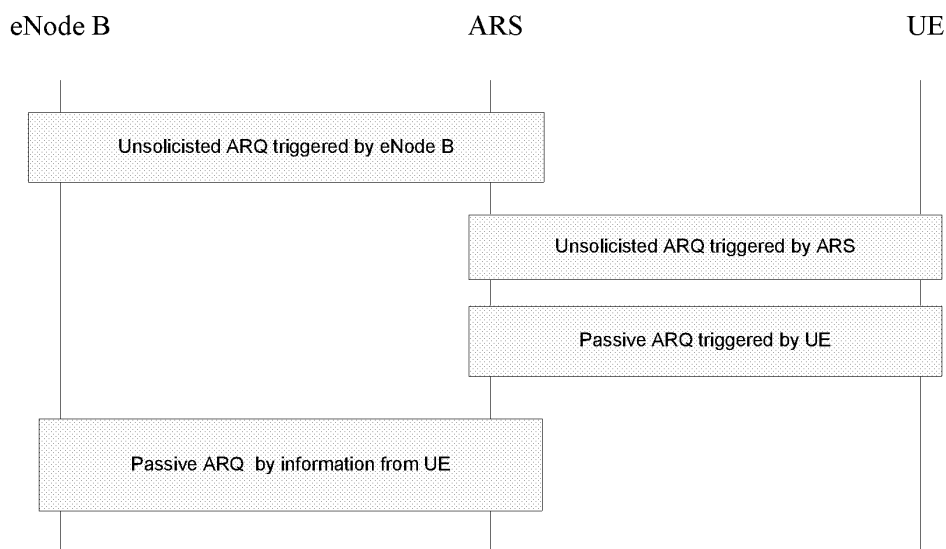 eNode B ARS UE
Unsolicisted ARQ triggered by eNode B
Unsolicisted ARQ triggered by ARS
Passive ARQ triggered by UE
Passive ARQ by information from UE